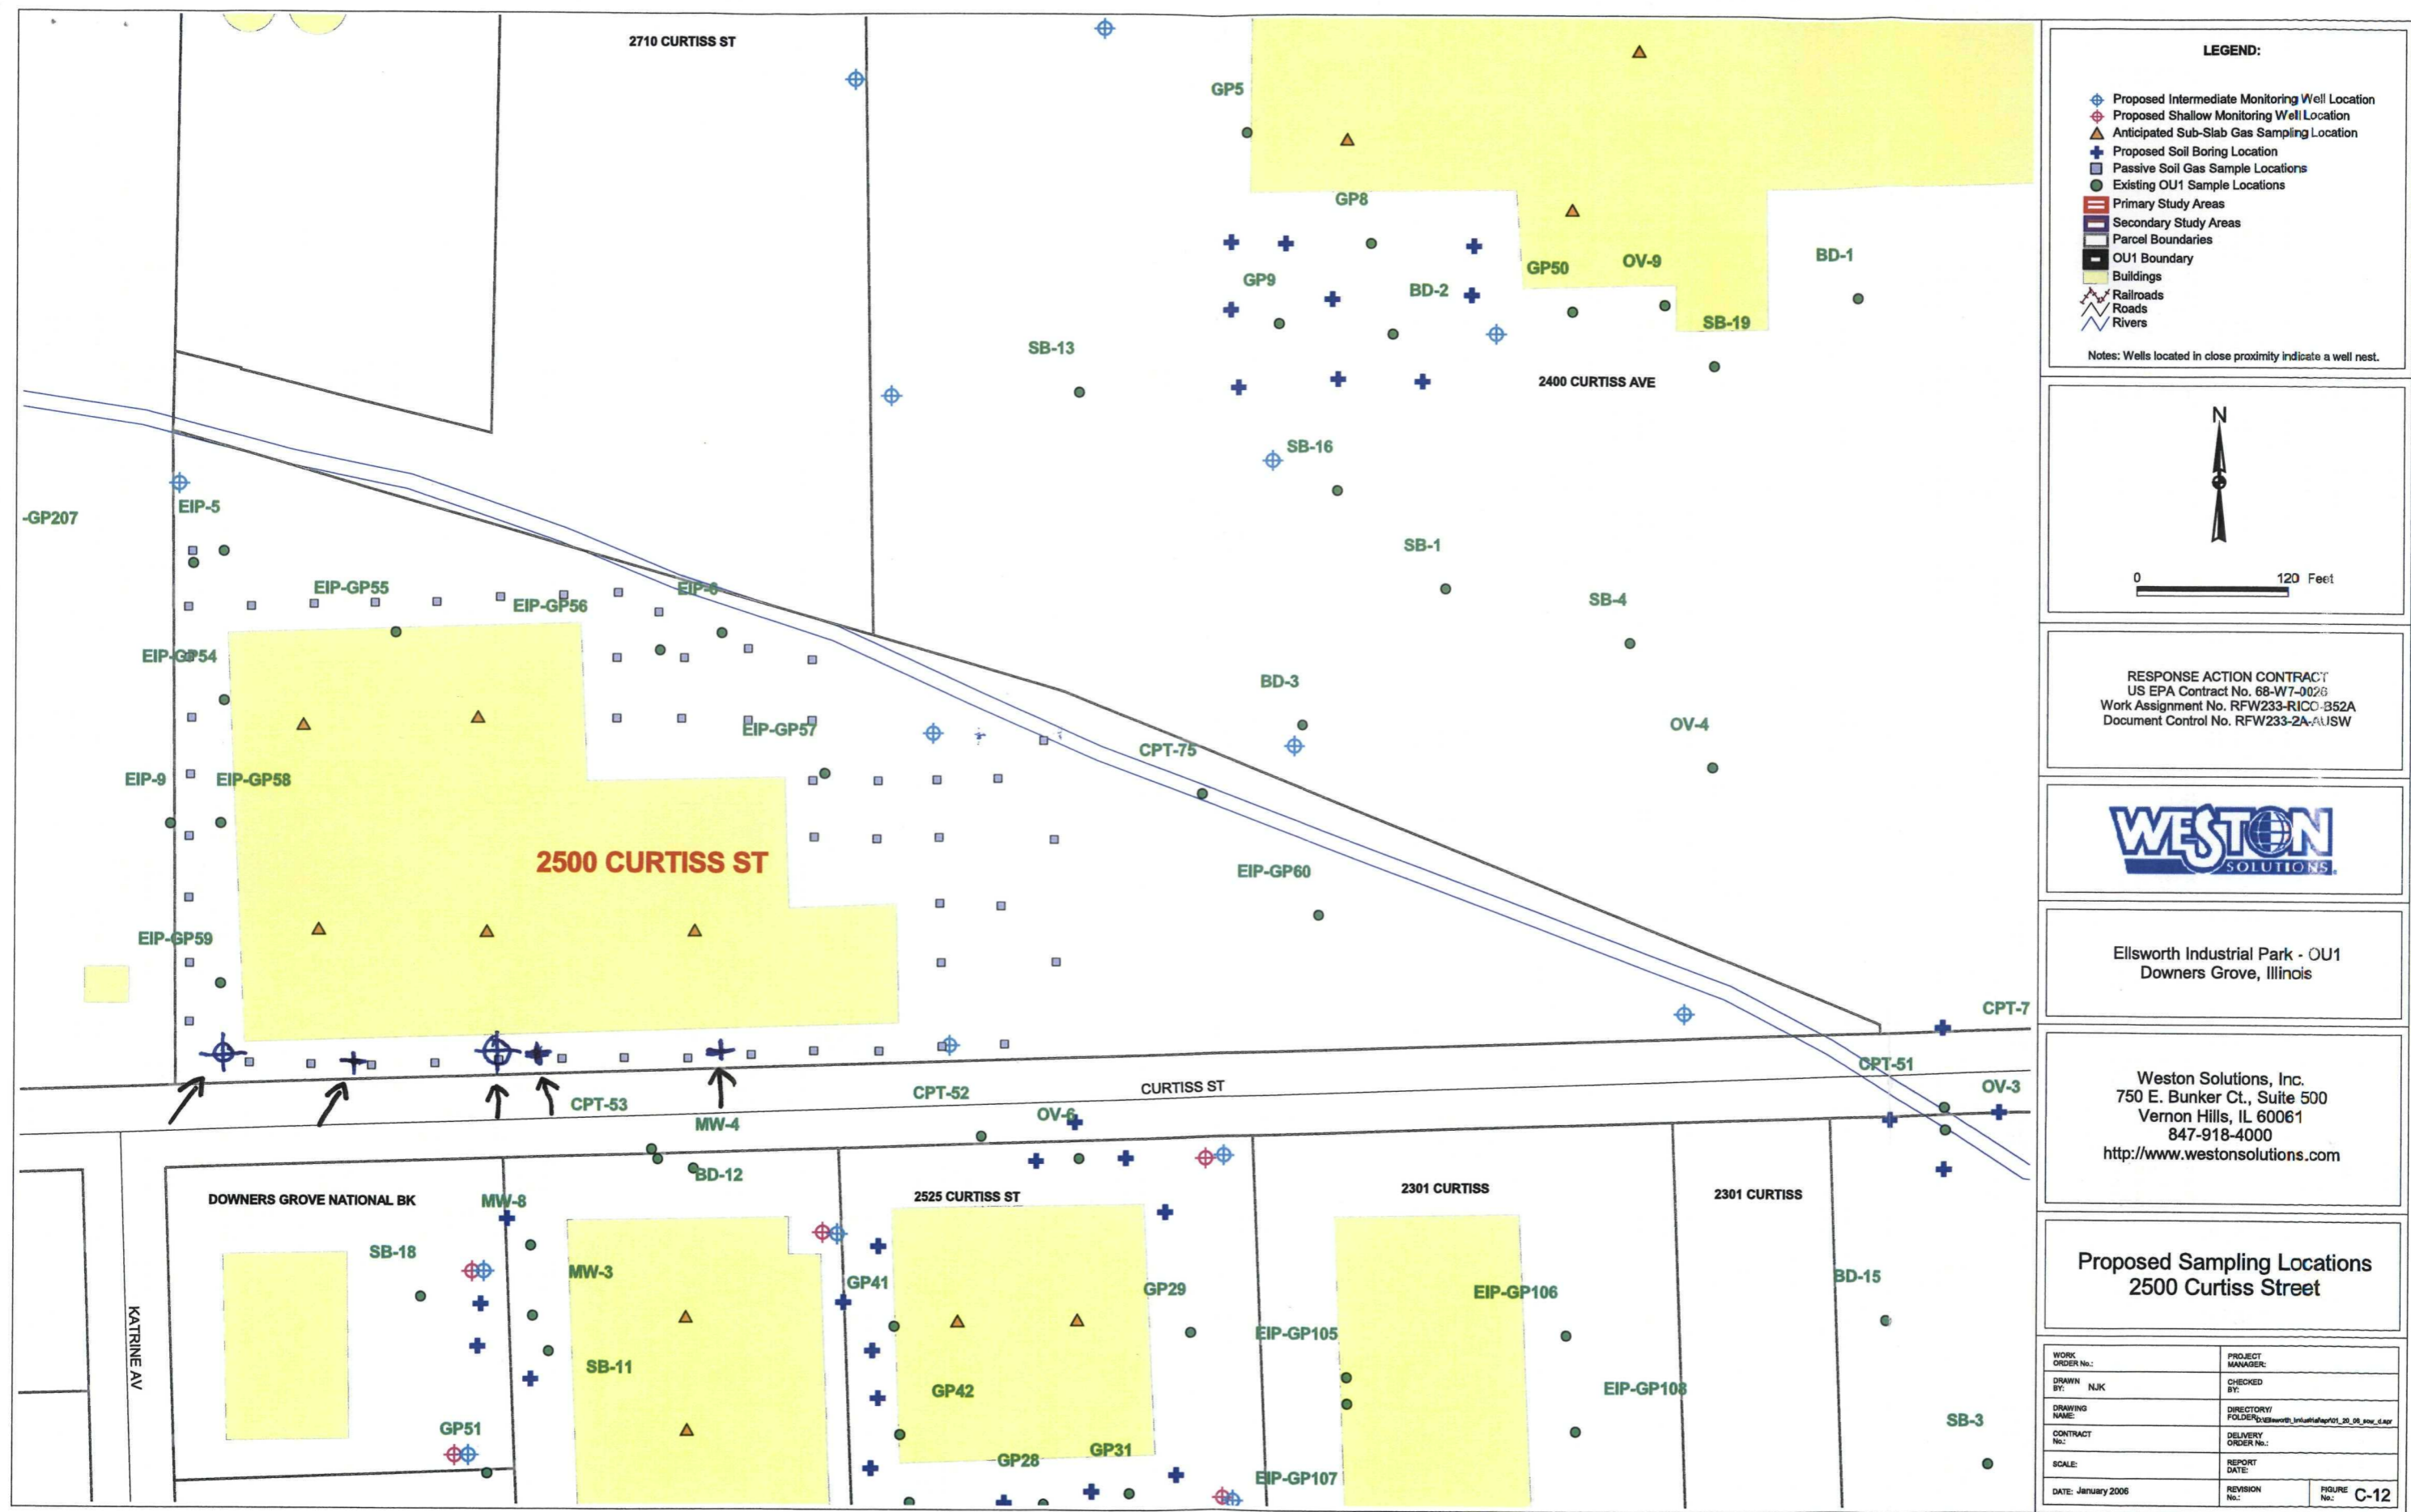 2710 CURTISS ST
GP5
GP8
GP9
BD-2
GP50
OV-9
BD-1
SB-19
SB-13
2400 CURTISS AVE
SB-16
-GP207
EIP-5
SB-1
EIP-GP55
EIP-GP56
EIP-6
SB-4
EIP-GP54
BD-3
EIP-GP57
CPT-75
OV-4
EIP-9
EIP-GP58
2500 CURTISS ST
EIP-GP60
EIP-GP59
CPT-7
CPT-51
OV-3
CURTISS ST
CPT-53
CPT-52
OV-6
MW-4
BD-12
DOWNERS GROVE NATIONAL BK
MW-8
2525 CURTISS ST
2301 CURTISS
2301 CURTISS
SB-18
MW-3
GP41
GP29
EIP-GP106
BD-15
KATRINE AV
EIP-GP105
SB-11
GP42
EIP-GP108
SB-3
GP51
GP28
GP31
EIP-GP107
LEGEND:
Proposed Intermediate Monitoring Well Location
Proposed Shallow Monitoring Well Location
Anticipated Sub-Slab Gas Sampling Location
Proposed Soil Boring Location
Passive Soil Gas Sample Locations
Existing OU1 Sample Locations
Primary Study Areas
Secondary Study Areas
Parcel Boundaries
OU1 Boundary
Buildings
Railroads
Roads
Rivers
Notes: Wells located in close proximity indicate a well nest.
N
0 120 Feet
RESPONSE ACTION CONTRACT
US EPA Contract No. 68-W7-0026
Work Assignment No. RFW233-RICO-B52A
Document Control No. RFW233-2A-AUSW
WESTON
SOLUTIONS
Ellsworth Industrial Park - OU1
Downers Grove, Illinois
Weston Solutions, Inc.
750 E. Bunker Ct., Suite 500
Vernon Hills, IL 60061
847-918-4000
http://www.westonsolutions.com
Proposed Sampling Locations
2500 Curtiss Street
WORK ORDER No.:
PROJECT MANAGER:
DRAWN BY: NJK
CHECKED BY:
DRAWING NAME:
DIRECTORY/ FOLDER:
CONTRACT No.:
DELIVERY ORDER No.:
SCALE:
REPORT DATE:
DATE: January 2006
REVISION No.:
FIGURE No.: C-12